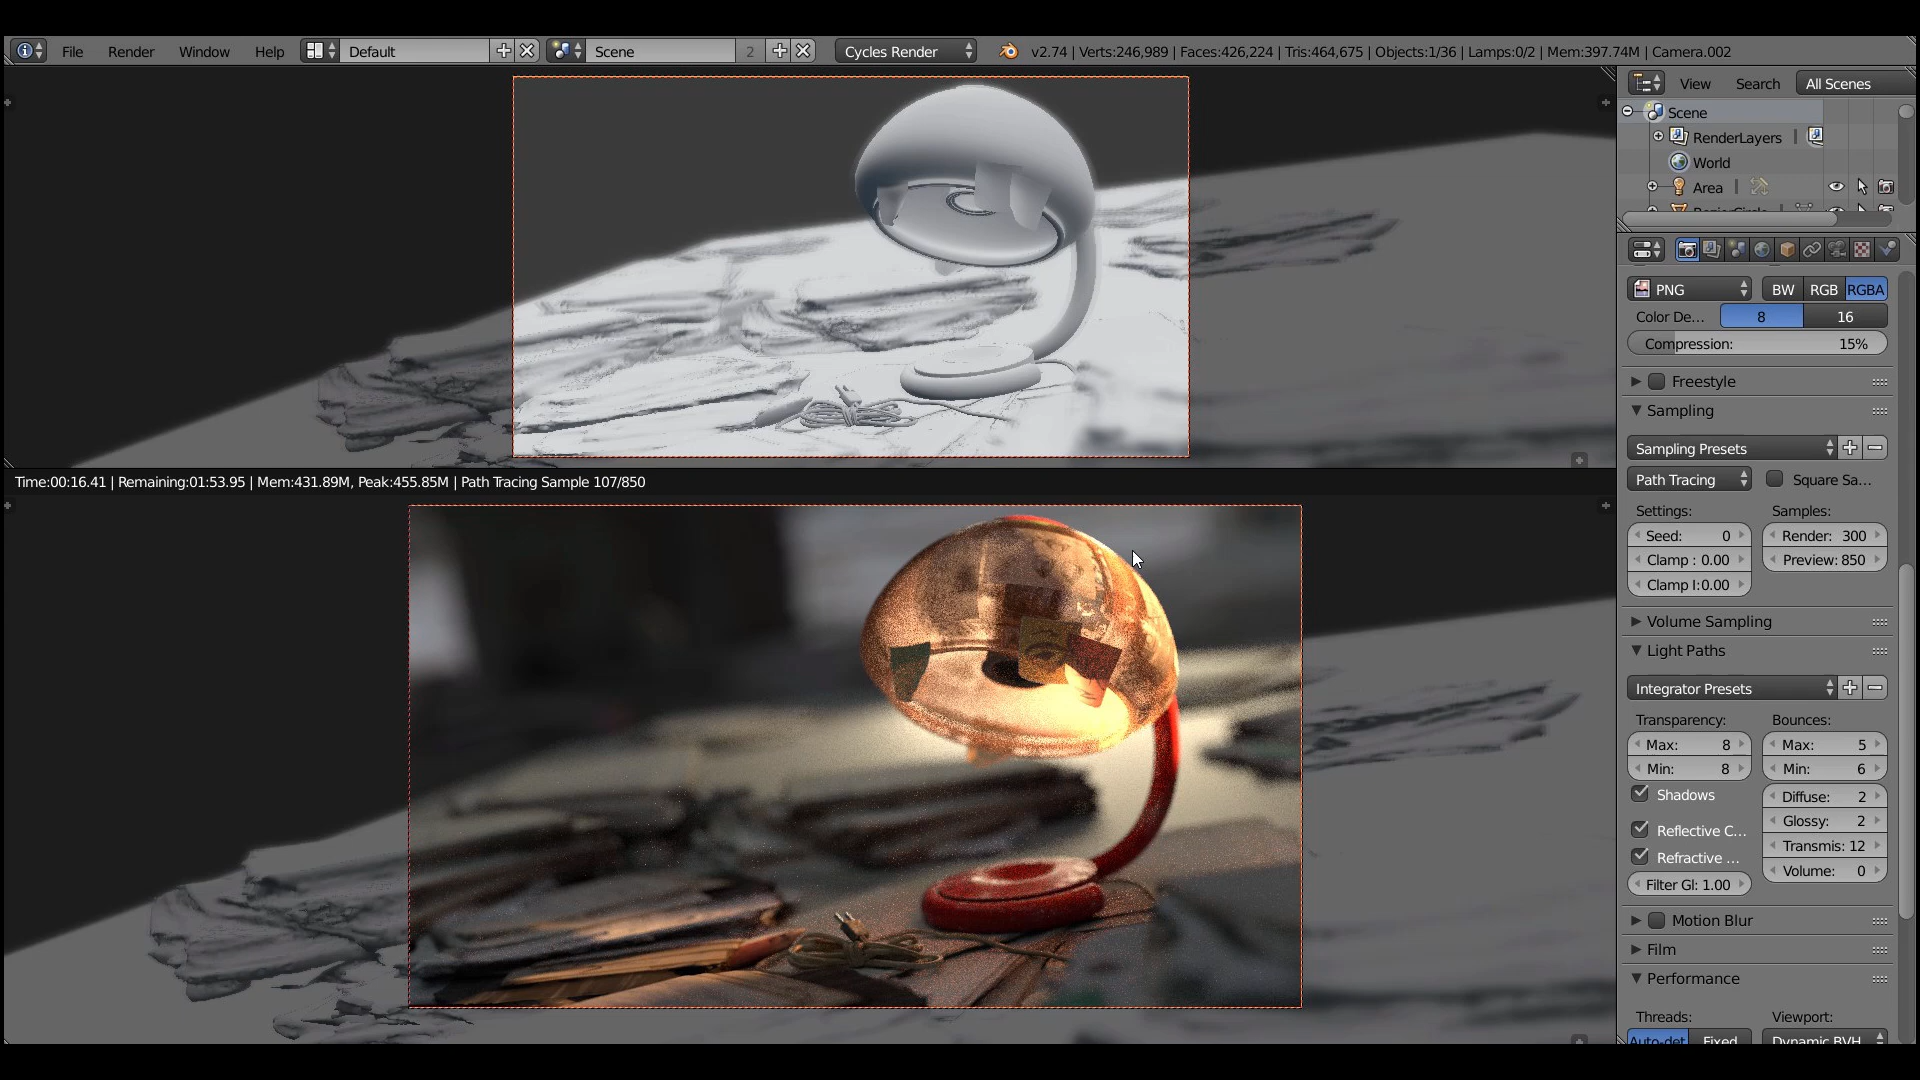 File Render Window Help Default Scene 2 Cycles Render v2.74 | Verts:246,989 | Faces:426,224 | Tris:464,675 | Objects:1/36 | Lamps:0/2 | Mem:397.74M | Camera.002
View Search All Scenes
Scene
RenderLayers
World
Area
PNG BW RGB RGBA
Color De... 8 16
Compression: 15%
Freestyle
Sampling
Sampling Presets
Path Tracing Square Sa...
Settings: Samples:
Seed: 0 Render: 300
Clamp : 0.00 Preview: 850
Clamp I:0.00
Volume Sampling
Light Paths
Integrator Presets
Transparency: Bounces:
Max: 8 Max: 5
Min: 8 Min: 6
Shadows Diffuse: 2
Reflective C... Glossy: 2
Refractive ... Transmis: 12
Filter Gl: 1.00 Volume: 0
Motion Blur
Film
Performance
Threads: Viewport:
Auto-det Fixed Dynamic BVH
Time:00:16.41 | Remaining:01:53.95 | Mem:431.89M, Peak:455.85M | Path Tracing Sample 107/850